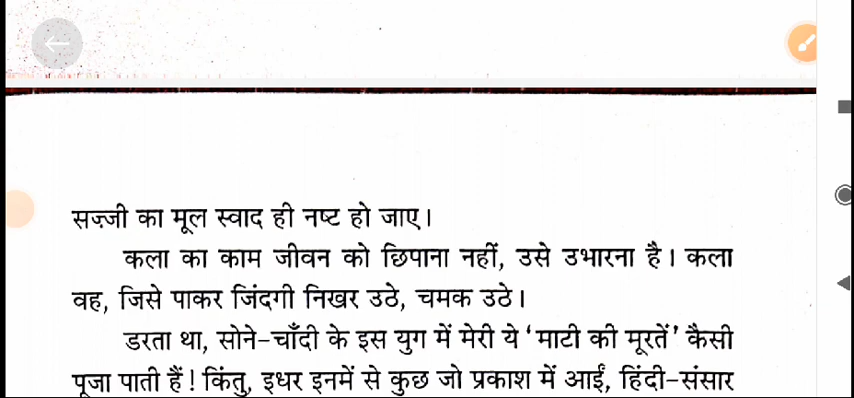 सज़्जी का मूल स्वाद ही नष्ट हो जाए।
कला का काम जीवन को छिपाना नहीं, उसे उभारना है। कला
वह, जिसे पाकर जिंदगी निखर उठे, चमक उठे।
डरता था, सोने-चाँदी के इस युग में मेरी ये ‘माटी की मूरतें’ कैसी
पूजा पाती हैं! किंतु, इधर इनमें से कुछ जो प्रकाश में आईं, हिंदी-संसार